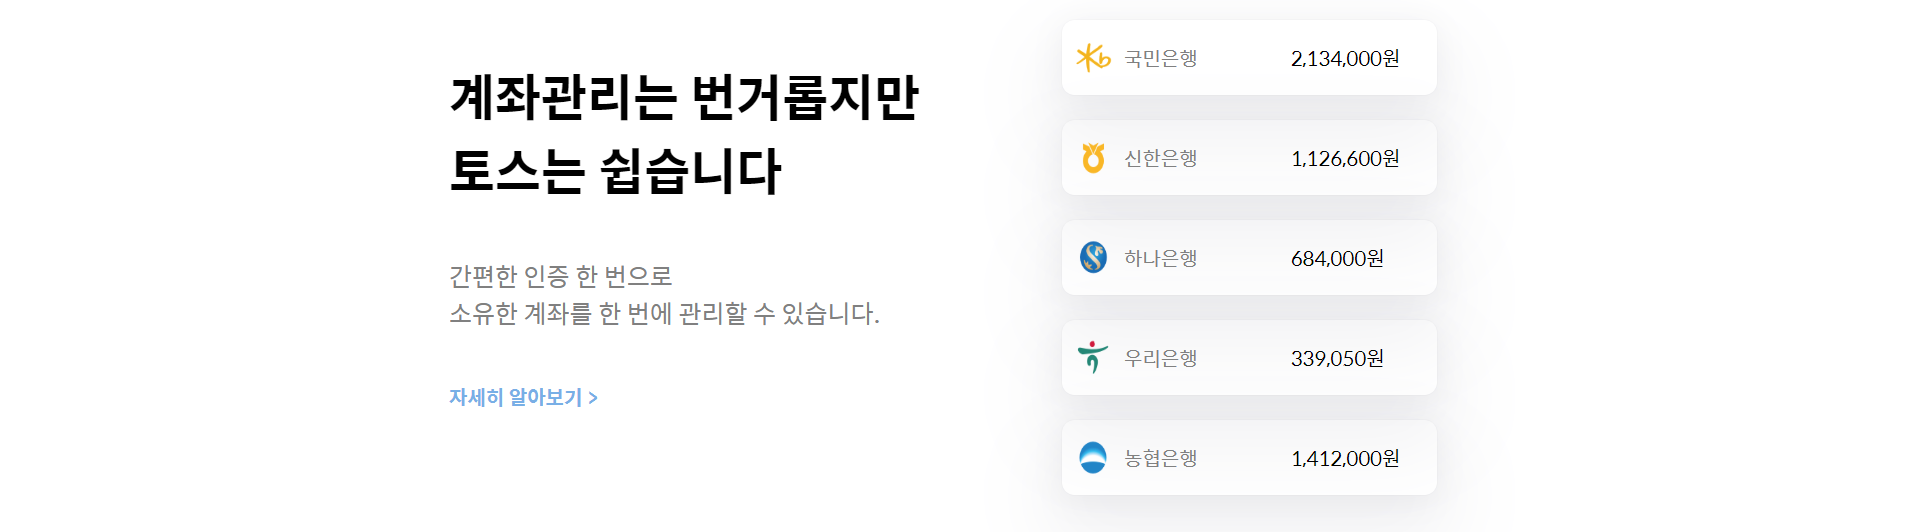 계좌관리는 번거롭지만
토스는 쉽습니다
간편한 인증 한 번으로
소유한 계좌를 한 번에 관리할 수 있습니다.
자세히 알아보기 >
국민은행 2,134,000원
신한은행 1,126,600원
하나은행 684,000원
우리은행 339,050원
농협은행 1,412,000원